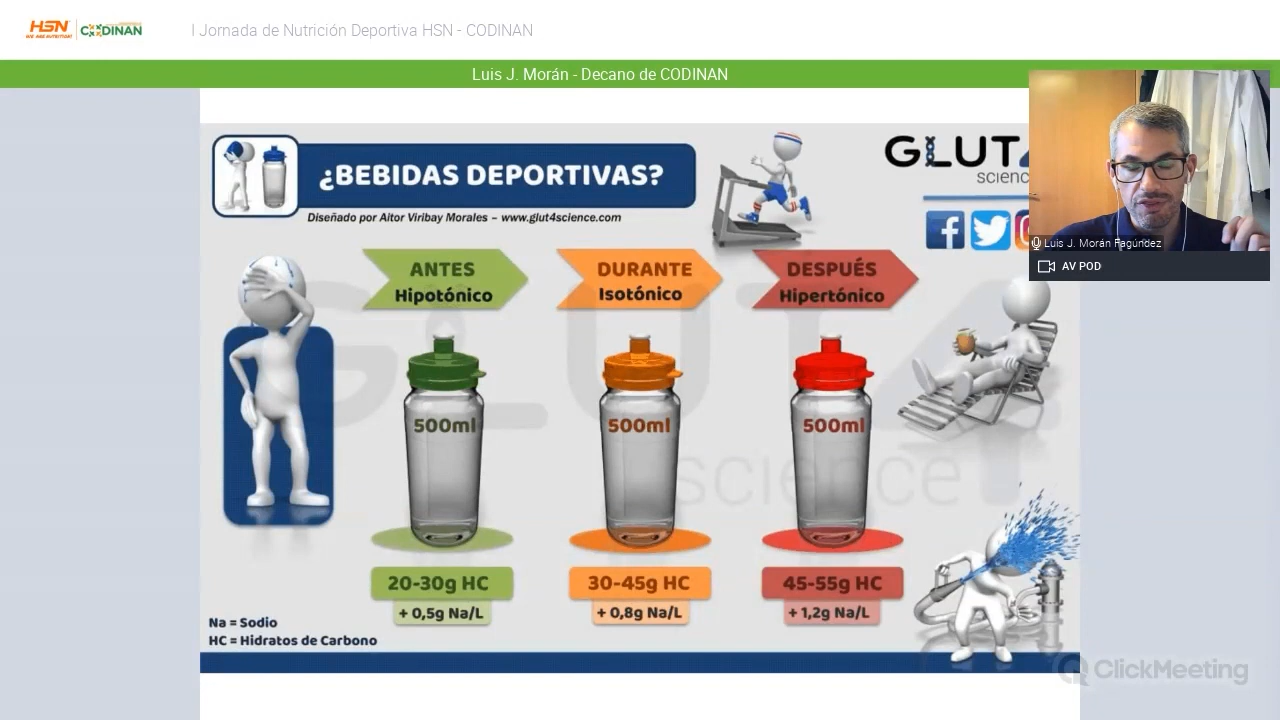 HSN
CODINAN
I Jornada de Nutrición Deportiva HSN - CODINAN
Luis J. Morán - Decano de CODINAN
¿BEBIDAS DEPORTIVAS?
Diseñado por Aitor Viribay Morales – www.glut4science.com
GLUT4
scienc
Luis J. Morán Fagúndez
AV POD
ANTES
Hipotónico
DURANTE
Isotónico
DESPUÉS
Hipertónico
500ml
500ml
500ml
GLUT4
science
20-30g HC
+ 0,5g Na/L
30-45g HC
+ 0,8g Na/L
45-55g HC
+ 1,2g Na/L
Na = Sodio
HC = Hidratos de Carbono
ClickMeeting